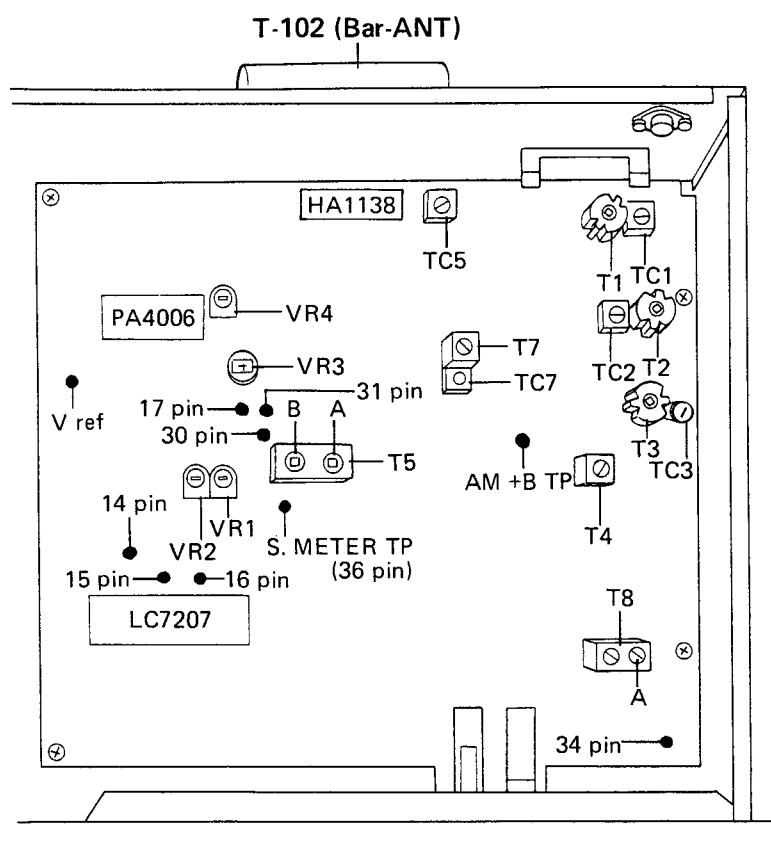 T-102 (Bar-ANT)
HA1138
TC5
T1
TC1
PA4006
VR4
T7
TC2
T2
VR3
TC7
31 pin
V ref
17 pin
B
A
30 pin
T5
T3
TC3
AM +B TP
14 pin
VR1
VR2
S. METER TP
(36 pin)
T4
15 pin
16 pin
LC7207
T8
A
34 pin